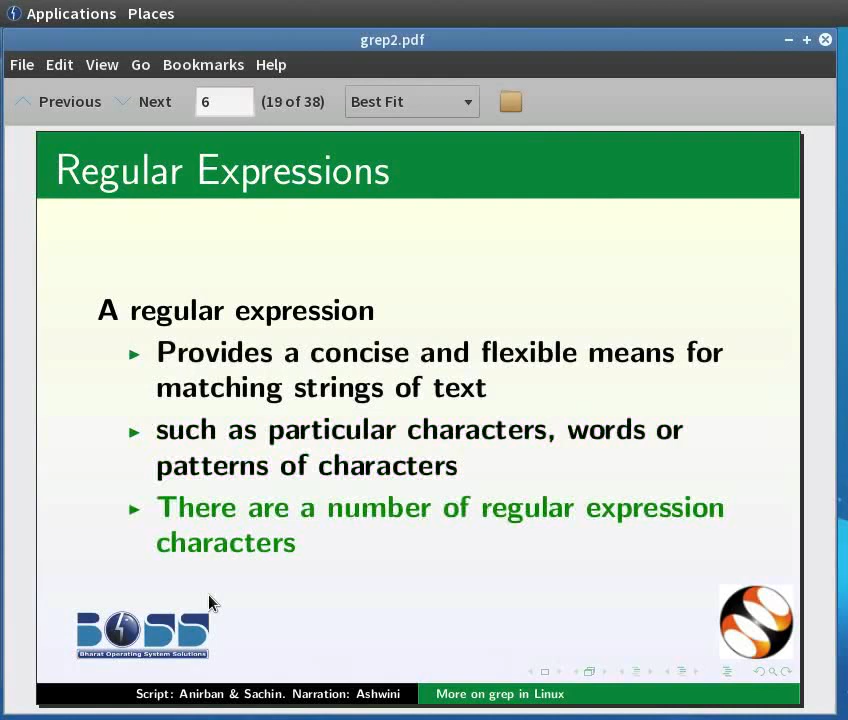 Applications Places
grep2.pdf
File Edit View Go Bookmarks Help
Previous Next 6 (19 of 38) Best Fit
Regular Expressions
A regular expression
Provides a concise and flexible means for
matching strings of text
such as particular characters, words or
patterns of characters
There are a number of regular expression
characters
BOSS
Bharat Operating System Solutions
Script: Anirban & Sachin. Narration: Ashwini More on grep in Linux